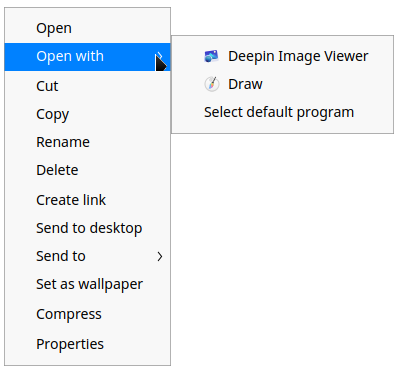 Open
Open with
Cut
Copy
Rename
Delete
Create link
Send to desktop
Send to
Set as wallpaper
Compress
Properties
Deepin Image Viewer
Draw
Select default program